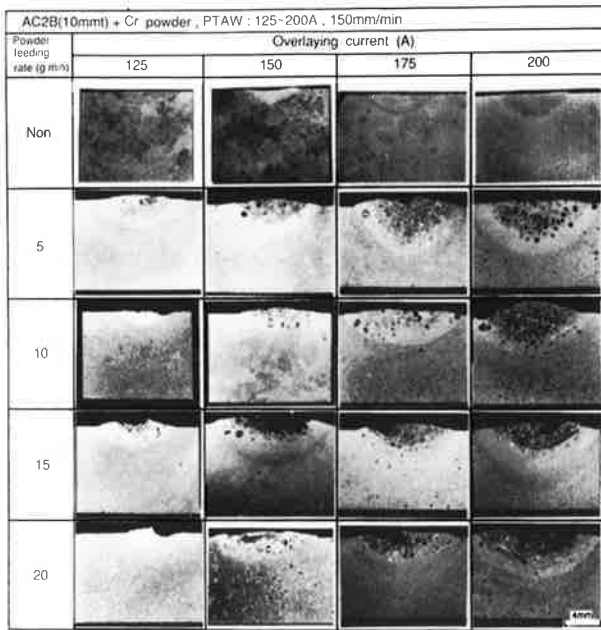 AC2B(10mmt) + Cr powder , PTAW : 125~200A , 150mm/min
Powder
feeding
rate (g min)
Overlaying current (A)
125 150 175 200
Non
5
10
15
20
4mm